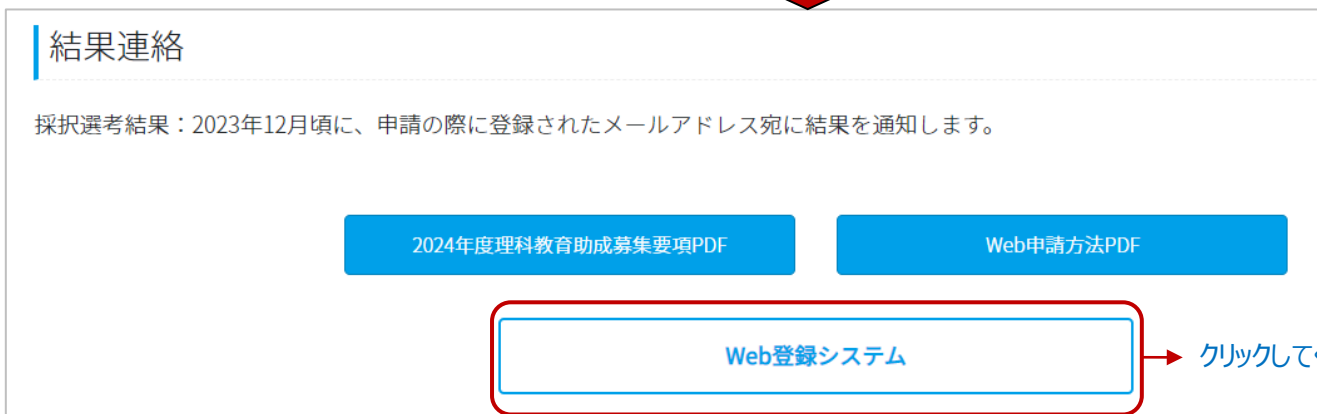 結果連絡
採択選考結果：2023年12月頃に、申請の際に登録されたメールアドレス宛に結果を通知します。
2024年度理科教育助成募集要項PDF
Web申請方法PDF
Web登録システム
クリックして